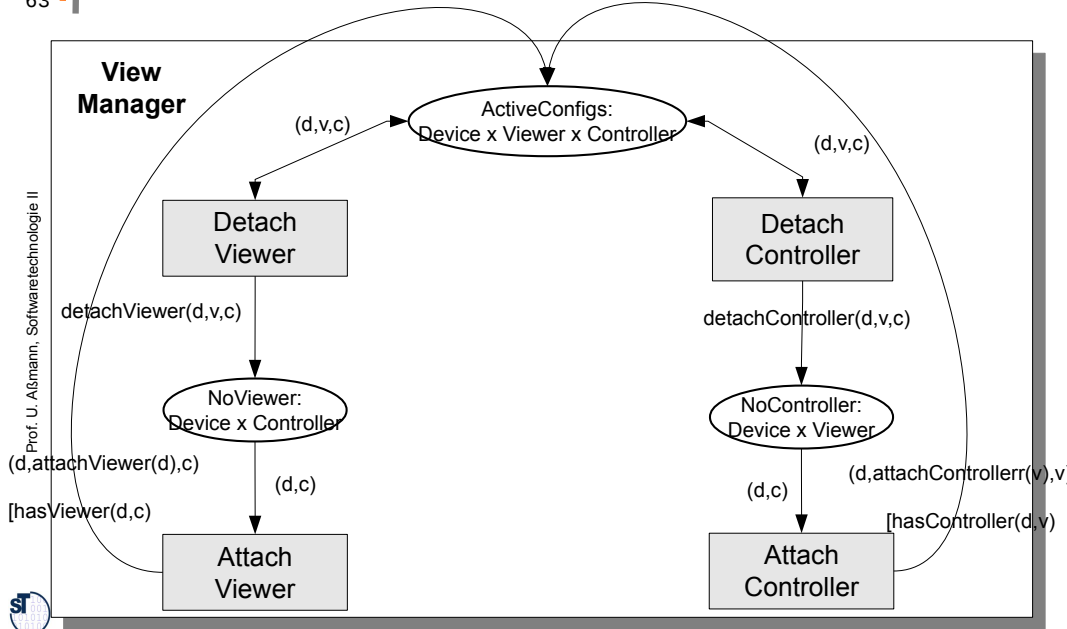 63
View
Manager
ActiveConfigs:
Device x Viewer x Controller
(d,v,c)
(d,v,c)
Detach
Viewer
Detach
Controller
detachViewer(d,v,c)
detachController(d,v,c)
NoViewer:
Device x Controller
NoController:
Device x Viewer
(d,attachViewer(d),c)
(d,c)
[hasViewer(d,c)
(d,attachControllerr(v),v)
(d,c)
[hasController(d,v)
Attach
Viewer
Attach
Controller
Prof. U. Aßmann, Softwaretechnologie II
ST